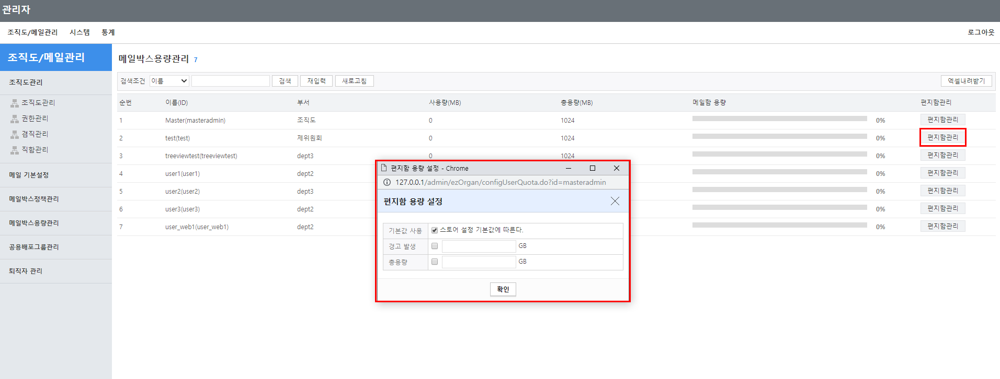 관리자
조직도/메일관리 시스템 통계 로그아웃
조직도/메일관리
조직도관리
조직도관리
권한관리
겸직관리
직함관리
메일 기본설정
메일박스정책관리
메일박스용량관리
공용배포그룹관리
퇴직자 관리
메일박스용량관리 7
검색조건 이름 검색 재입력 새로고침 엑셀내려받기
순번 이름(ID) 부서 사용량(MB) 총용량(MB) 메일함 용량 편지함관리
1 Master(masteradmin) 조직도 0 1024 0% 편지함관리
2 test(test) 제위원회 0 1024 0% 편지함관리
3 treeviewtest(treeviewtest) dept3 0 1024 0% 편지함관리
4 user1(user1) dept2 0% 편지함관리
5 user2(user2) dept3 0% 편지함관리
6 user3(user3) dept2 0% 편지함관리
7 user_web1(user_web1) dept2 0% 편지함관리
편지함 용량 설정 - Chrome
127.0.0.1/admin/ezOrgan/configUserQuota.do?id=masteradmin
편지함 용량 설정
기본값 사용 스토어 설정 기본값에 따른다.
경고 발생 GB
총용량 GB
확인